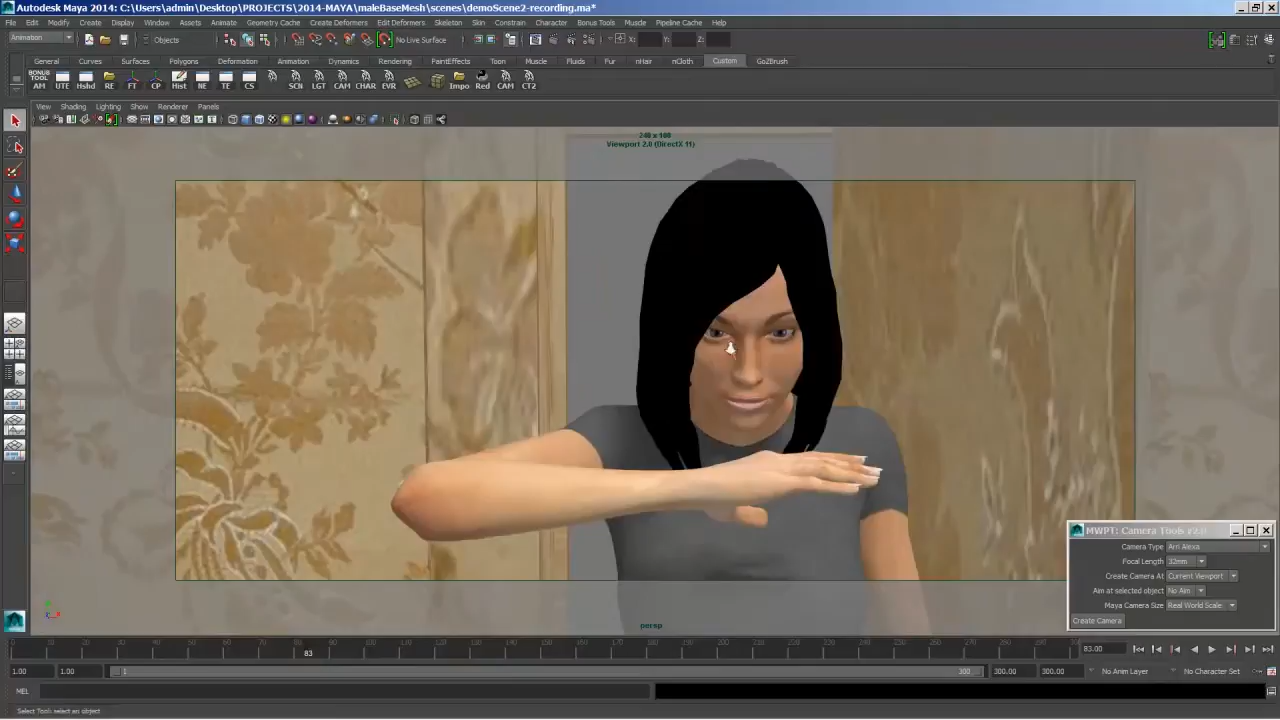 Autodesk Maya 2014: C:\Users\admin\Desktop\PROJECTS\2014-MAYA\maleBaseMesh\scenes\demoScene2-recording.ma*
File Edit Modify Create Display Window Assets Animate Geometry Cache Create Deformers Edit Deformers Skeleton Skin Constrain Character Bonus Tools Muscle Pipeline Cache Help
Animation Objects No Live Surface X: Y: Z:
General Curves Surfaces Polygons Deformation Animation Dynamics Rendering PaintEffects Toon Muscle Fluids Fur nHair nCloth Custom GoZBrush
BONUS TOOL
AM UTE Hshd RE FT CP Hist NE TE CS SCN LGT CAM CHAR EVR Impo Red CAM CT2
View Shading Lighting Show Renderer Panels
Viewport 2.0 (DirectX 11)
MWPT: Camera Tools
Camera Type Arri Alexa
Focal Length 32mm
Create Camera At Current Viewport
Aim at selected object No Aim
Maya Camera Size Real World Scale
Create Camera
persp
83
83.00
1.00 1.00 1 300 300.00 300.00 No Anim Layer No Character Set
MEL
Select Tool: select an object